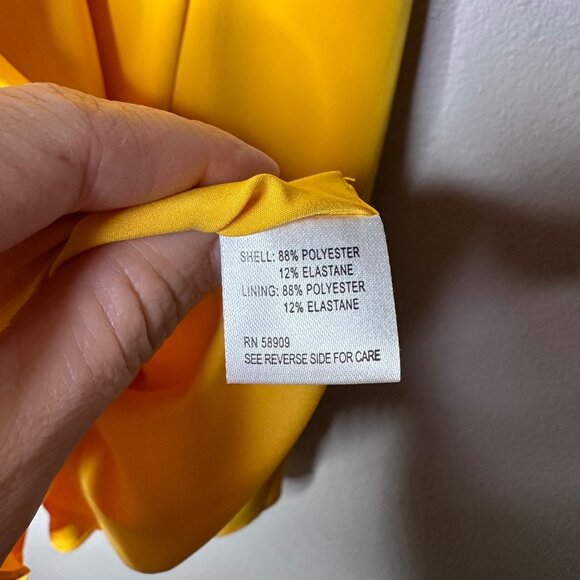 SHELL: 88% POLYESTER
12% ELASTANE
LINING: 88% POLYESTER
12% ELASTANE
RN 58909
SEE REVERSE SIDE FOR CARE